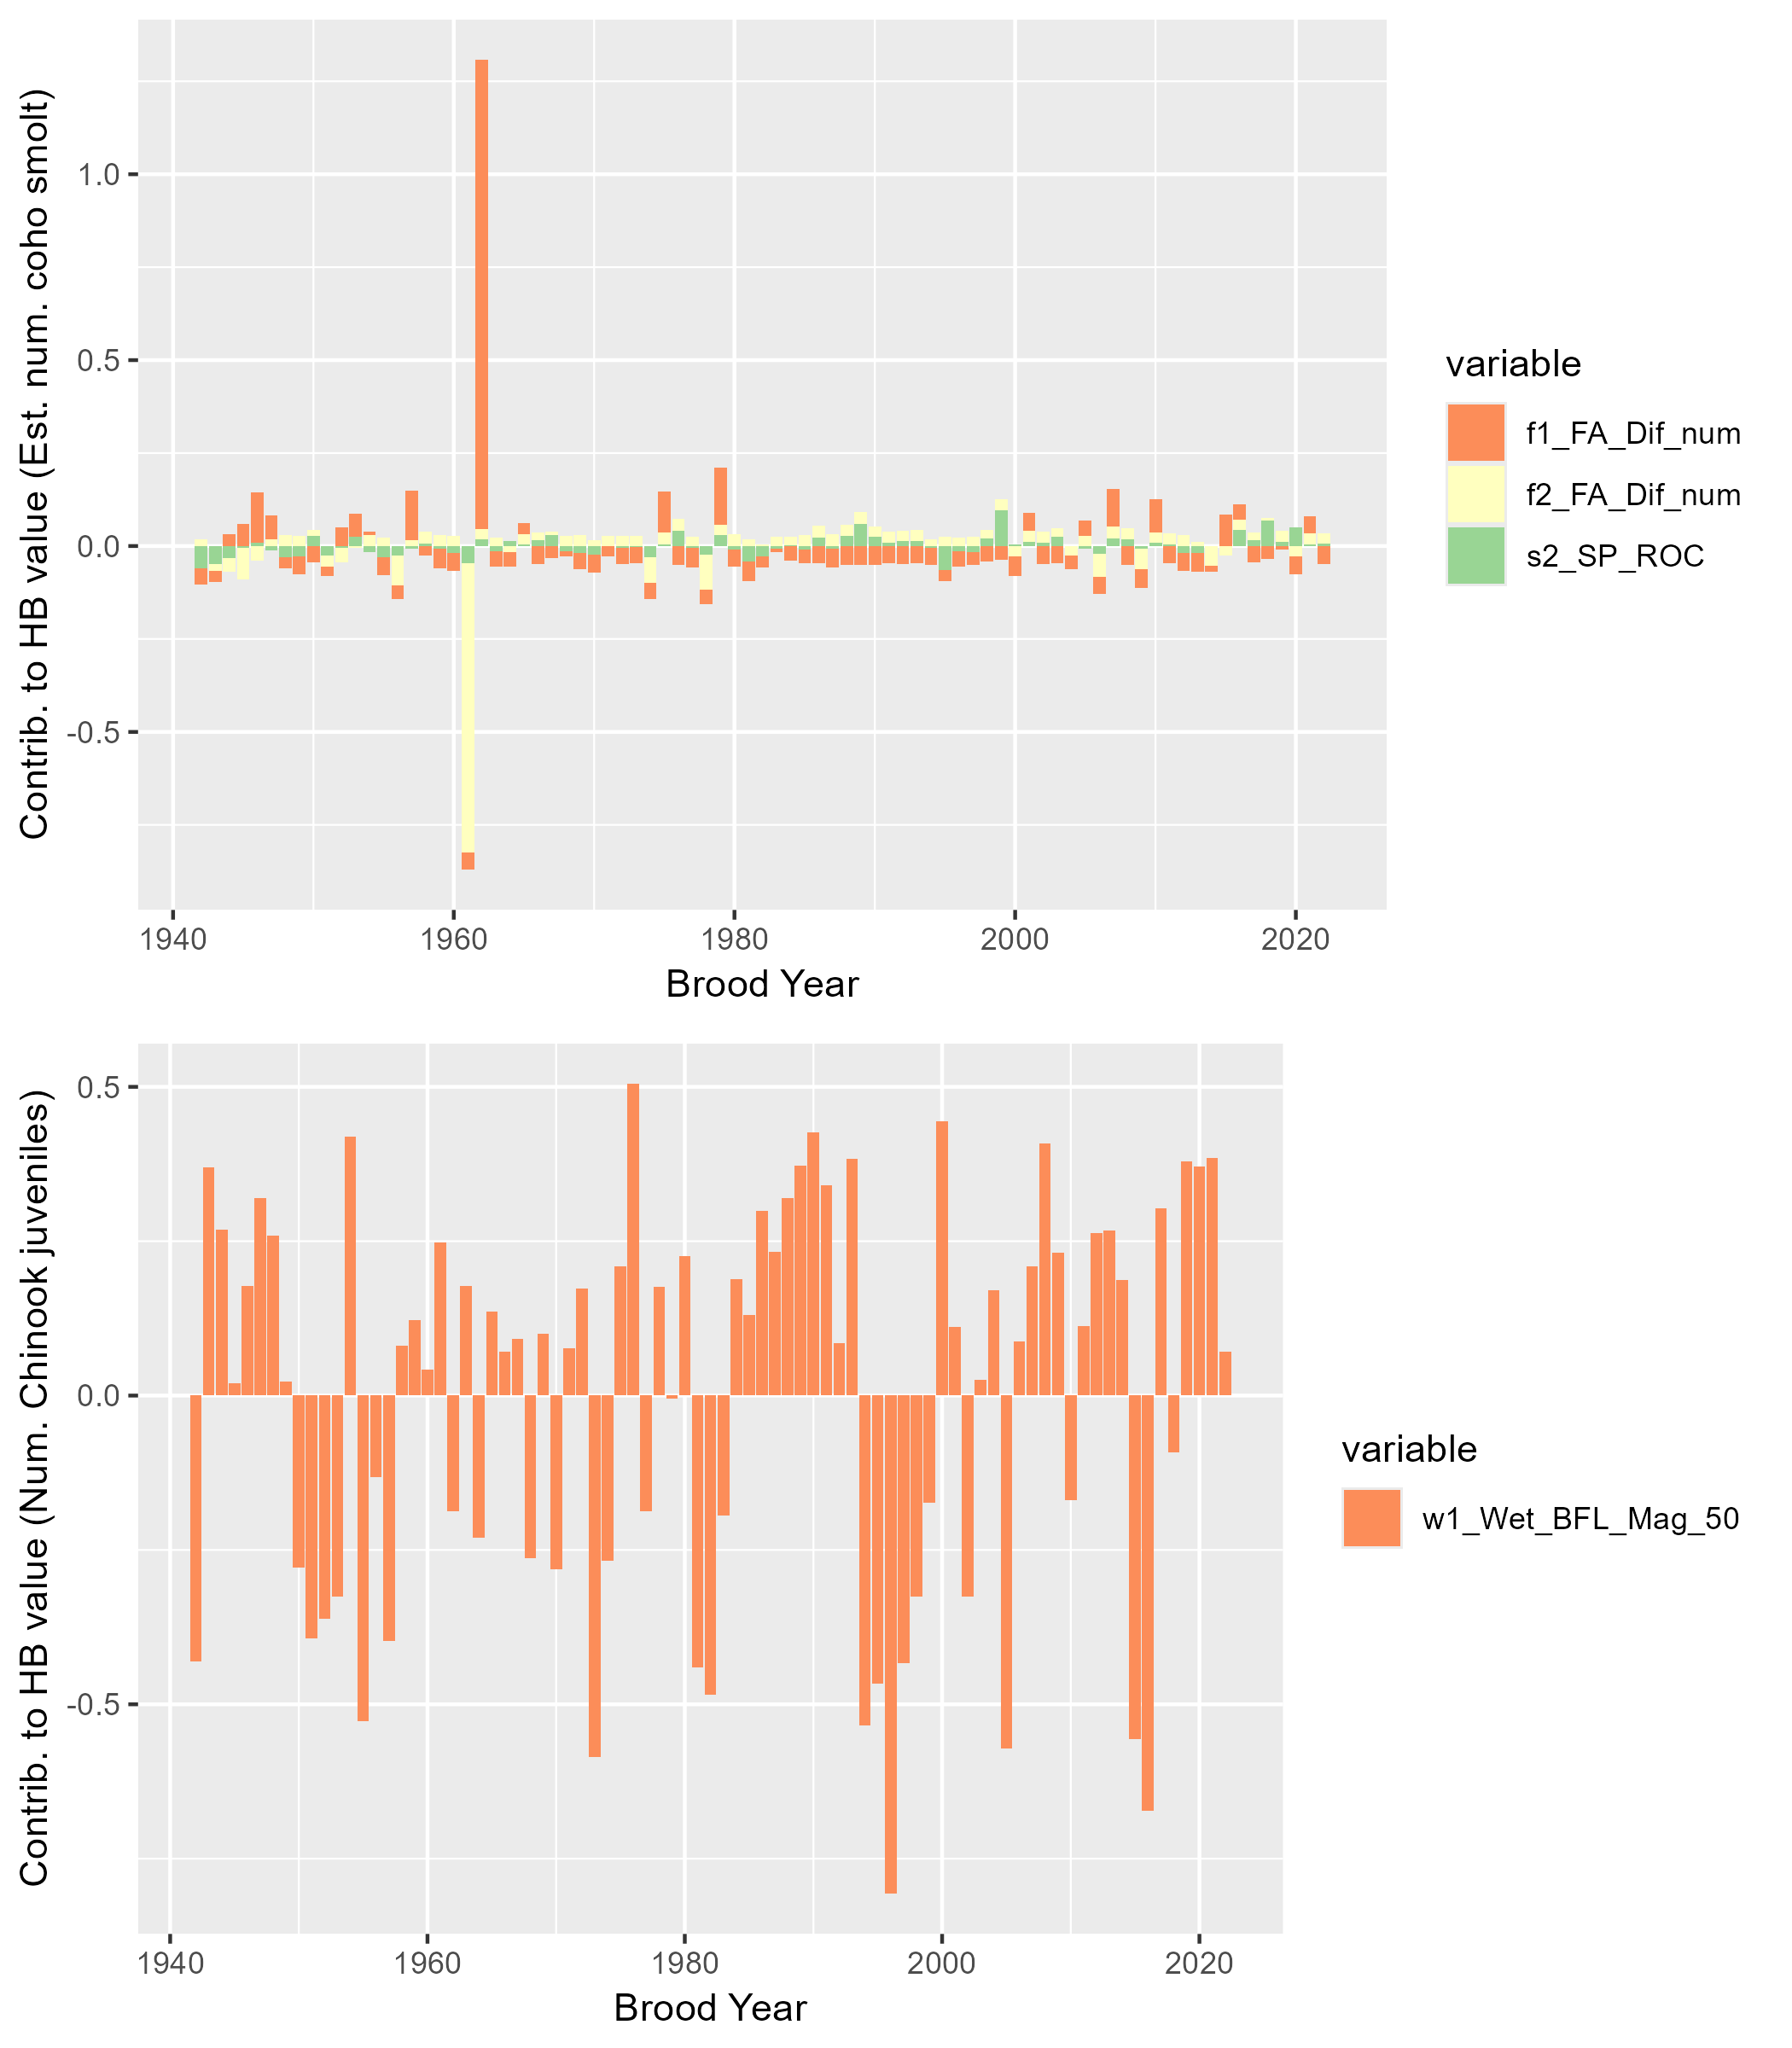 Contrib. to HB value (Est. num. coho smolt)
1.0
0.5
0.0
-0.5
1940 1960 1980 2000 2020
Brood Year
variable
f1_FA_Dif_num
f2_FA_Dif_num
s2_SP_ROC
Contrib. to HB value (Num. Chinook juveniles)
0.5
0.0
-0.5
1940 1960 1980 2000 2020
Brood Year
variable
w1_Wet_BFL_Mag_50